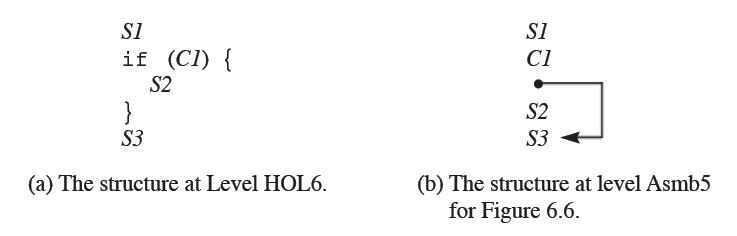 S1
if (C1) {
S2
}
S3
(a) The structure at Level HOL6.
S1
C1
S2
S3
(b) The structure at level Asmb5
for Figure 6.6.